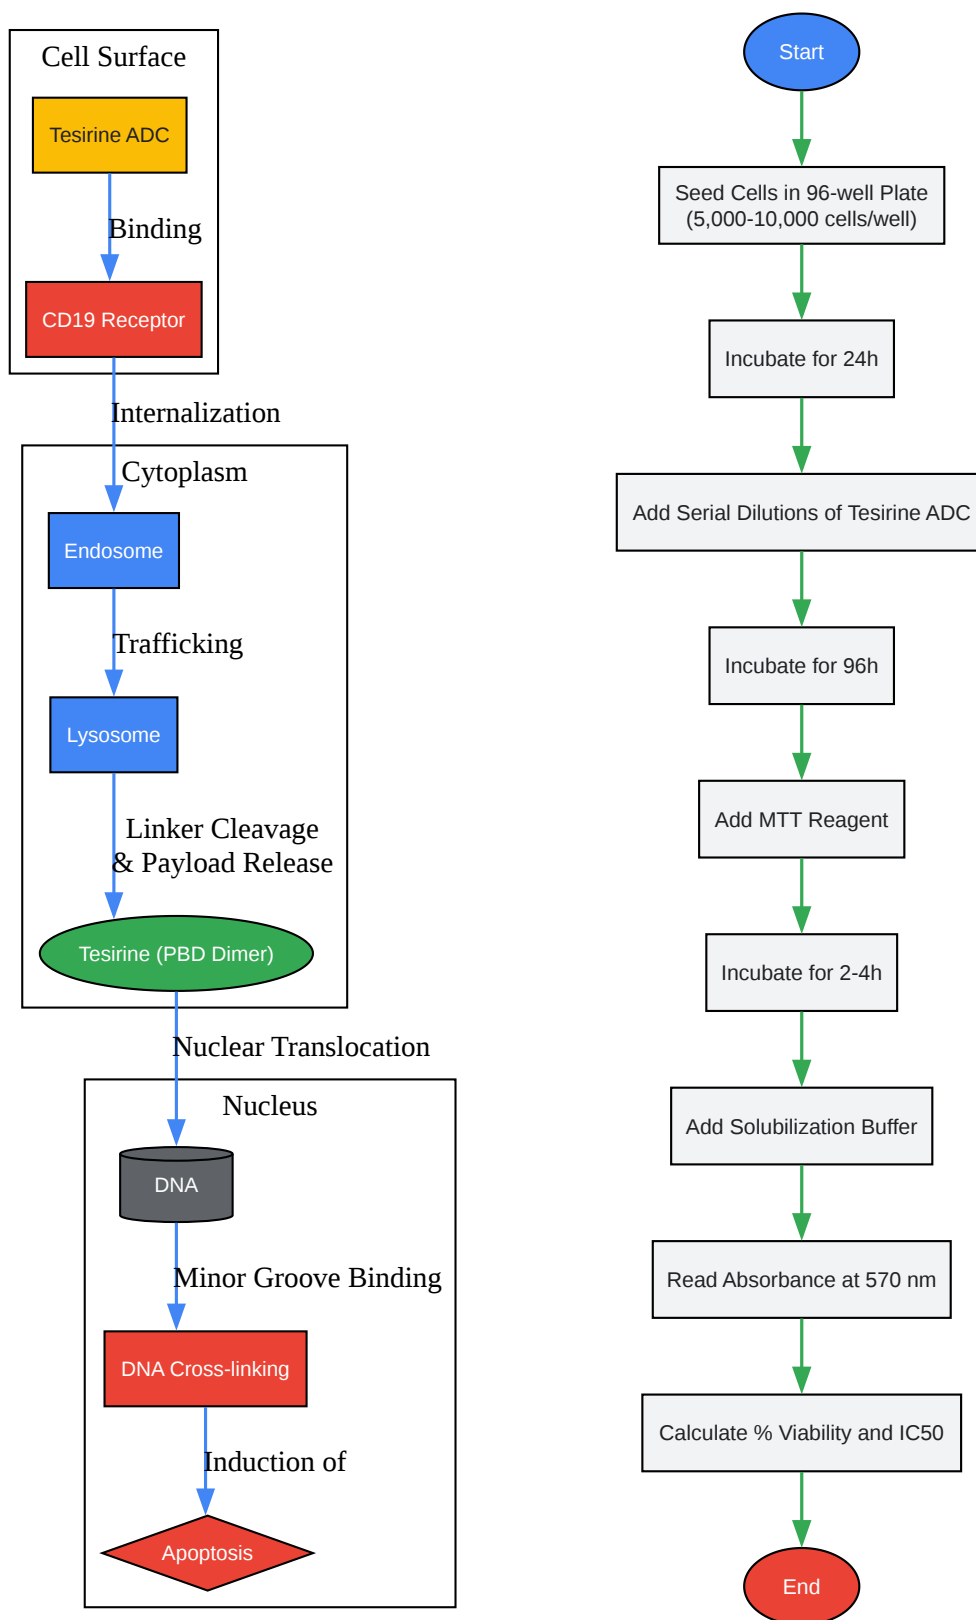 Cell Surface
Tesirine ADC
Binding
CD19 Receptor
Internalization
Cytoplasm
Endosome
Trafficking
Lysosome
Linker Cleavage
& Payload Release
Tesirine (PBD Dimer)
Nuclear Translocation
Nucleus
DNA
Minor Groove Binding
DNA Cross-linking
Induction of
Apoptosis
Start
Seed Cells in 96-well Plate
(5,000-10,000 cells/well)
Incubate for 24h
Add Serial Dilutions of Tesirine ADC
Incubate for 96h
Add MTT Reagent
Incubate for 2-4h
Add Solubilization Buffer
Read Absorbance at 570 nm
Calculate % Viability and IC50
End